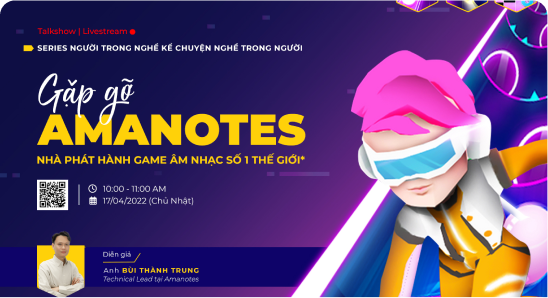 Talkshow | Livestream
SERIES NGƯỜI TRONG NGHỀ KỂ CHUYỆN NGHỀ TRONG NGƯỜI
Gặp gỡ
AMANOTES
NHÀ PHÁT HÀNH GAME ÂM NHẠC SỐ 1 THẾ GIỚI*
10:00 - 11:00 AM
17/04/2022 (Chủ Nhật)
Diễn giả
Anh BÙI THÀNH TRUNG
Technical Lead tại Amanotes